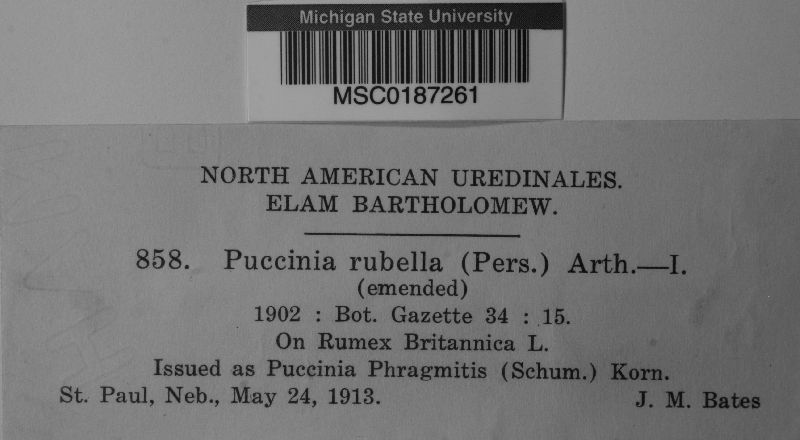 Michigan State University
MSC0187261
NORTH AMERICAN UREDINALES.
ELAM BARTHOLOMEW.
858. Puccinia rubella (Pers.) Arth.—I.
(emended)
1902 : Bot. Gazette 34 : 15.
On Rumex Britannica L.
Issued as Puccinia Phragmitis (Schum.) Korn.
St. Paul, Neb., May 24, 1913. J. M. Bates